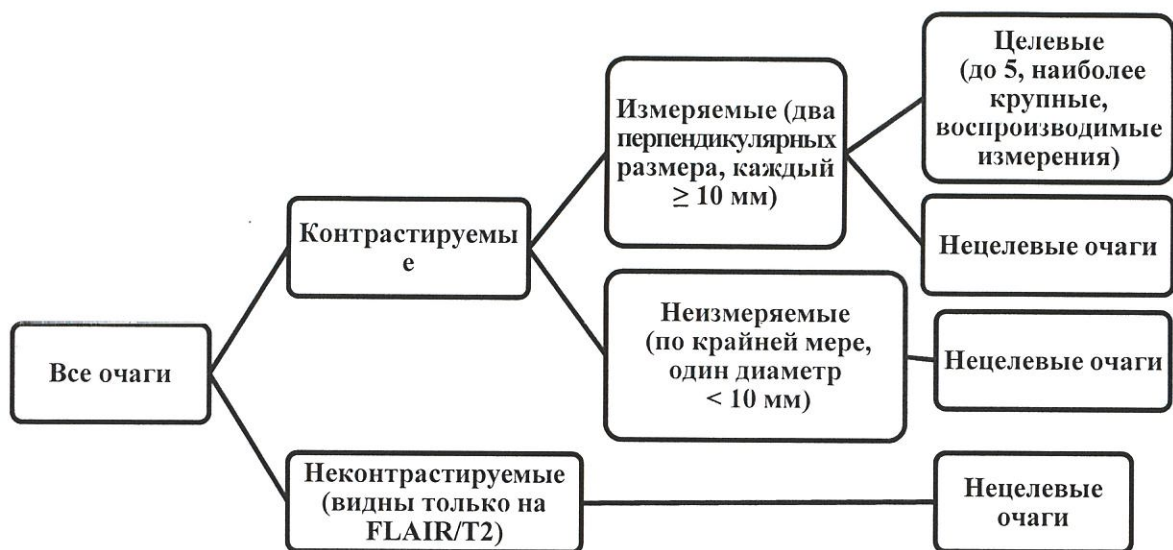 Все очаги
Контрастируемы
е
Неконтрастируемые
(видны только на
FLAIR/T2)
Измеряемые (два
перпендикулярных
размера, каждый
≥ 10 мм)
Неизмеряемые
(по крайней мере,
один диаметр
< 10 мм)
Целевые
(до 5, наиболее
крупные,
воспроизводимые
измерения)
Нецелевые очаги
Нецелевые очаги
Нецелевые
очаги